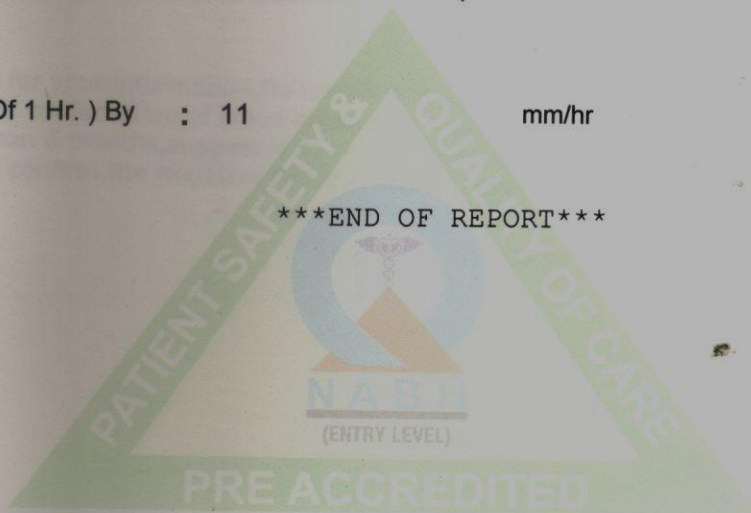 Of 1 Hr. ) By : 11 mm/hr
***END OF REPORT***
PATIENT SAFETY &
QUALITY OF CARE
NABH
(ENTRY LEVEL)
PRE ACCREDITED